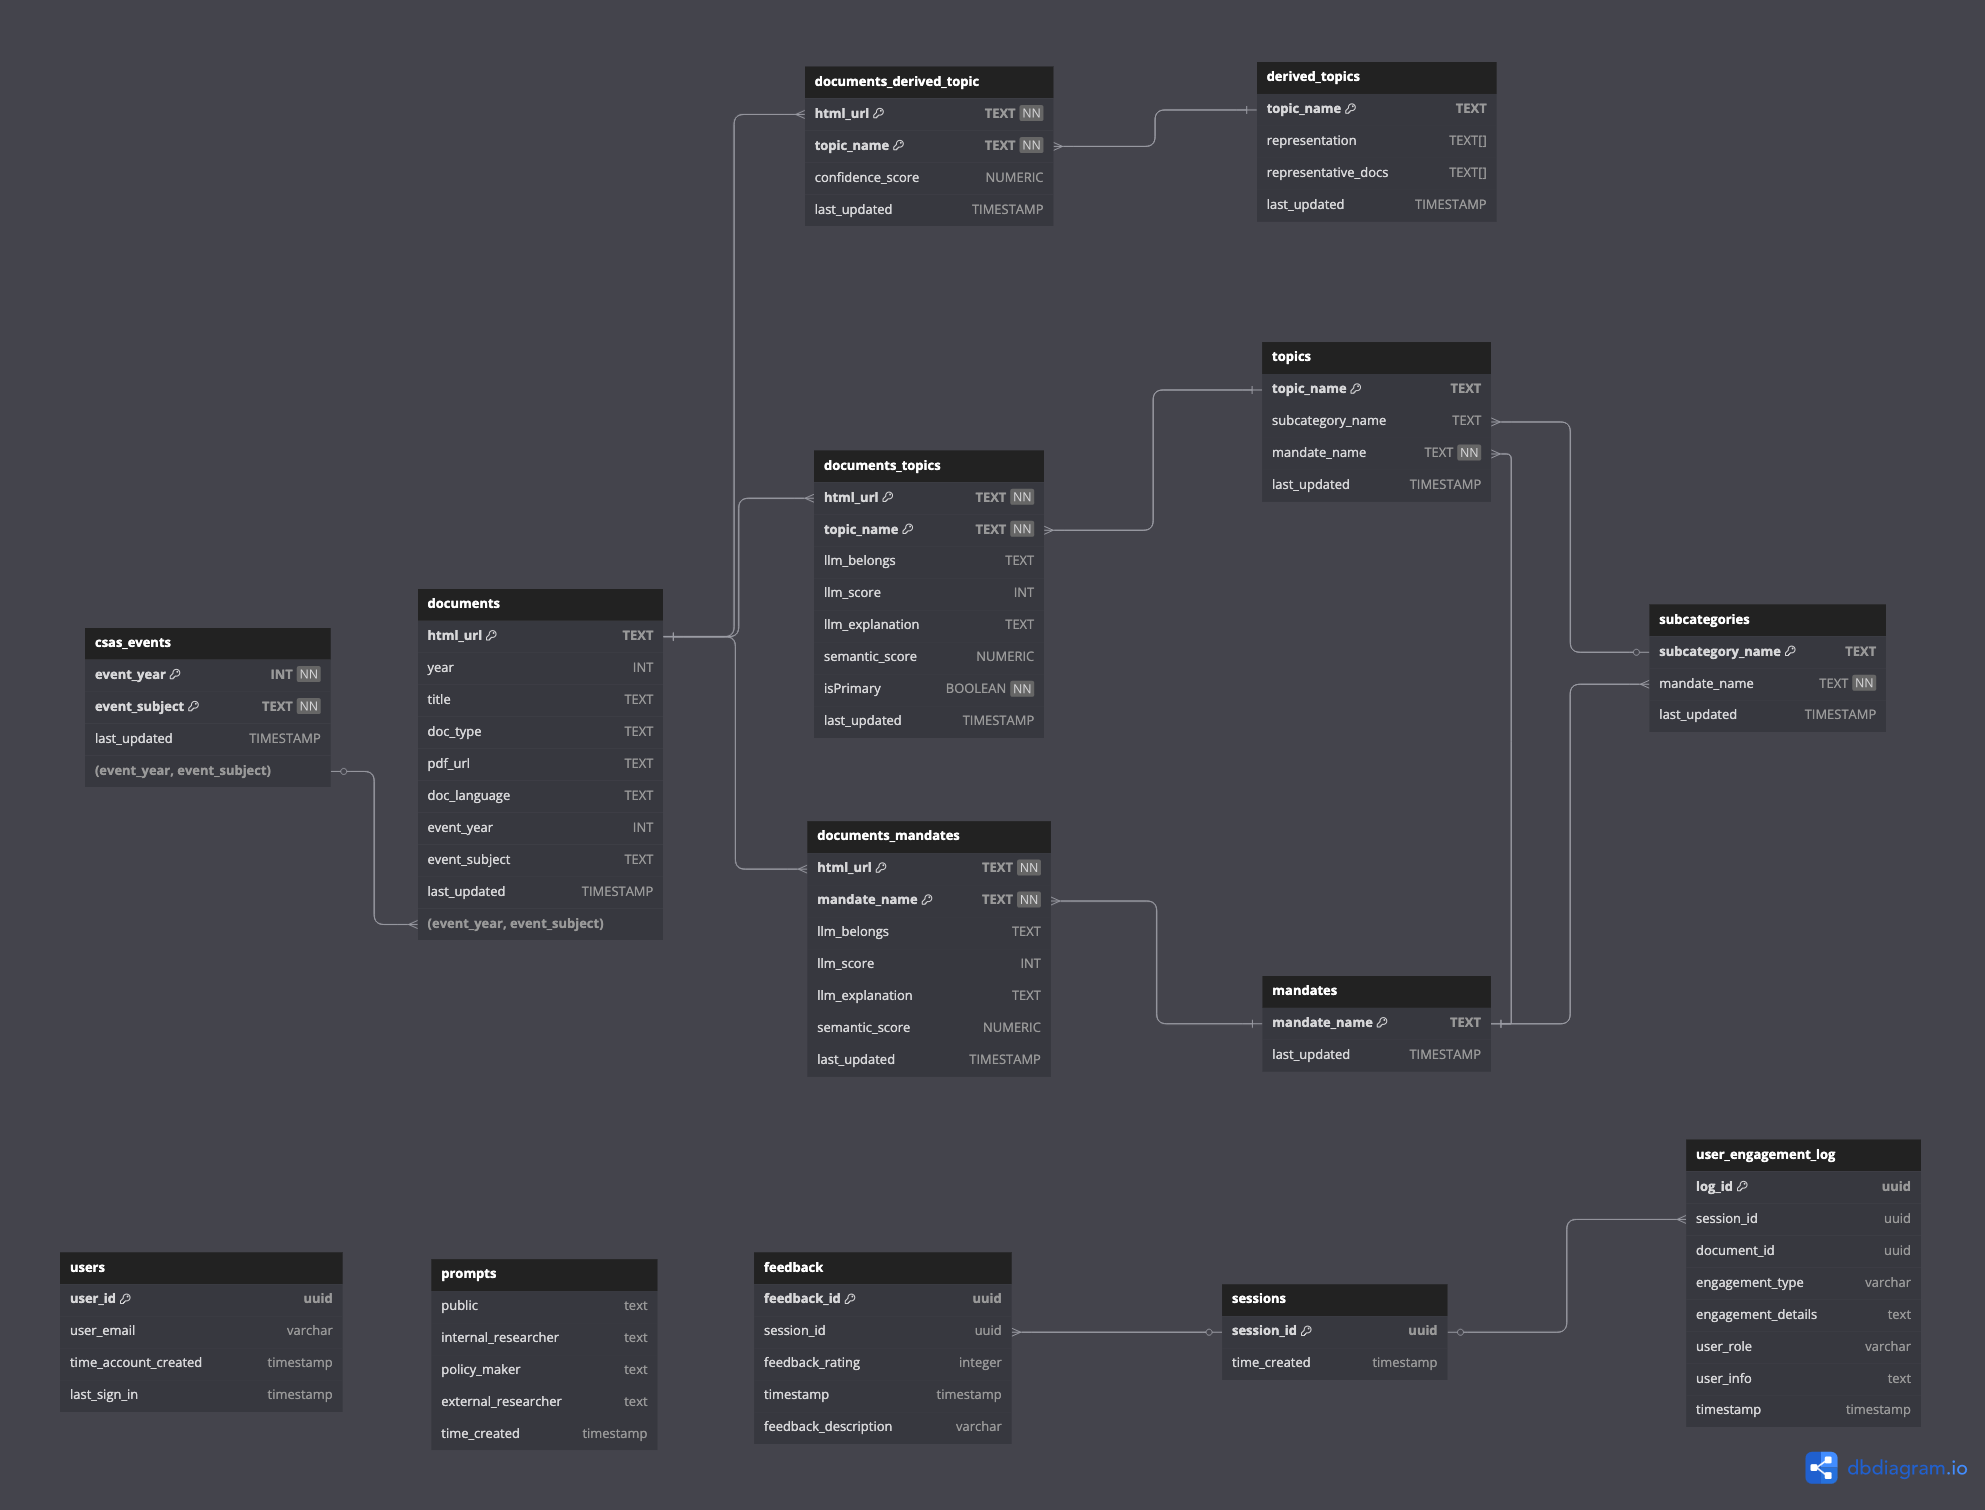 documents_derived_topic
html_url TEXT NN
topic_name TEXT NN
confidence_score NUMERIC
last_updated TIMESTAMP
derived_topics
topic_name TEXT
representation TEXT[]
representative_docs TEXT[]
last_updated TIMESTAMP
topics
topic_name TEXT
subcategory_name TEXT
mandate_name TEXT NN
last_updated TIMESTAMP
documents_topics
html_url TEXT NN
topic_name TEXT NN
llm_belongs TEXT
llm_score INT
llm_explanation TEXT
semantic_score NUMERIC
isPrimary BOOLEAN NN
last_updated TIMESTAMP
csas_events
event_year INT NN
event_subject TEXT NN
last_updated TIMESTAMP
(event_year, event_subject)
documents
html_url TEXT
year INT
title TEXT
doc_type TEXT
pdf_url TEXT
doc_language TEXT
event_year INT
event_subject TEXT
last_updated TIMESTAMP
(event_year, event_subject)
subcategories
subcategory_name TEXT
mandate_name TEXT NN
last_updated TIMESTAMP
documents_mandates
html_url TEXT NN
mandate_name TEXT NN
llm_belongs TEXT
llm_score INT
llm_explanation TEXT
semantic_score NUMERIC
last_updated TIMESTAMP
mandates
mandate_name TEXT
last_updated TIMESTAMP
users
user_id uuid
user_email varchar
time_account_created timestamp
last_sign_in timestamp
prompts
public text
internal_researcher text
policy_maker text
external_researcher text
time_created timestamp
feedback
feedback_id uuid
session_id uuid
feedback_rating integer
timestamp timestamp
feedback_description varchar
sessions
session_id uuid
time_created timestamp
user_engagement_log
log_id uuid
session_id uuid
document_id uuid
engagement_type varchar
engagement_details text
user_role varchar
user_info text
timestamp timestamp
dbdiagram.io